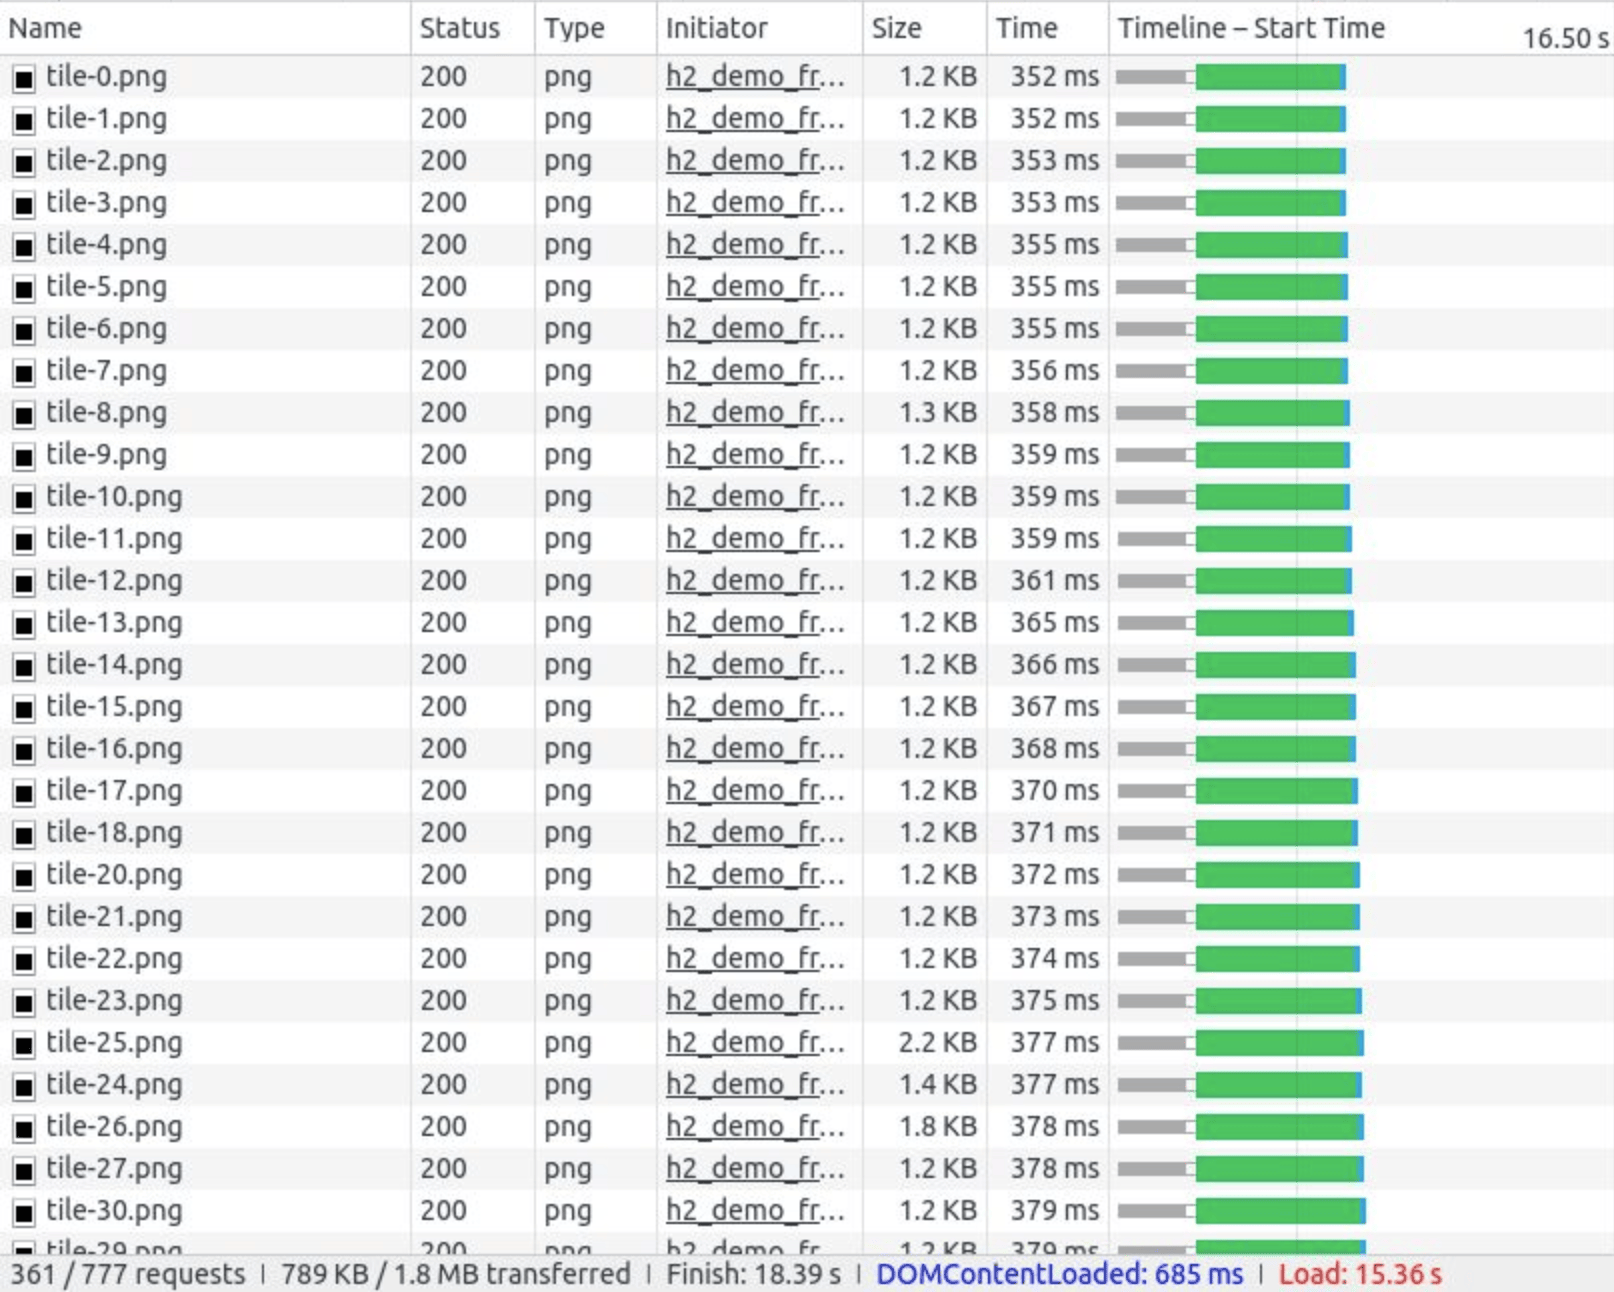 Name Status Type Initiator Size Time Timeline – Start Time 16.50 s
tile-0.png 200 png h2_demo_fr... 1.2 KB 352 ms
tile-1.png 200 png h2_demo_fr... 1.2 KB 352 ms
tile-2.png 200 png h2_demo_fr... 1.2 KB 353 ms
tile-3.png 200 png h2_demo_fr... 1.2 KB 353 ms
tile-4.png 200 png h2_demo_fr... 1.2 KB 355 ms
tile-5.png 200 png h2_demo_fr... 1.2 KB 355 ms
tile-6.png 200 png h2_demo_fr... 1.2 KB 355 ms
tile-7.png 200 png h2_demo_fr... 1.2 KB 356 ms
tile-8.png 200 png h2_demo_fr... 1.3 KB 358 ms
tile-9.png 200 png h2_demo_fr... 1.2 KB 359 ms
tile-10.png 200 png h2_demo_fr... 1.2 KB 359 ms
tile-11.png 200 png h2_demo_fr... 1.2 KB 359 ms
tile-12.png 200 png h2_demo_fr... 1.2 KB 361 ms
tile-13.png 200 png h2_demo_fr... 1.2 KB 365 ms
tile-14.png 200 png h2_demo_fr... 1.2 KB 366 ms
tile-15.png 200 png h2_demo_fr... 1.2 KB 367 ms
tile-16.png 200 png h2_demo_fr... 1.2 KB 368 ms
tile-17.png 200 png h2_demo_fr... 1.2 KB 370 ms
tile-18.png 200 png h2_demo_fr... 1.2 KB 371 ms
tile-20.png 200 png h2_demo_fr... 1.2 KB 372 ms
tile-21.png 200 png h2_demo_fr... 1.2 KB 373 ms
tile-22.png 200 png h2_demo_fr... 1.2 KB 374 ms
tile-23.png 200 png h2_demo_fr... 1.2 KB 375 ms
tile-25.png 200 png h2_demo_fr... 2.2 KB 377 ms
tile-24.png 200 png h2_demo_fr... 1.4 KB 377 ms
tile-26.png 200 png h2_demo_fr... 1.8 KB 378 ms
tile-27.png 200 png h2_demo_fr... 1.2 KB 378 ms
tile-30.png 200 png h2_demo_fr... 1.2 KB 379 ms
tile-29.png 200 png h2_demo_fr... 1.2 KB 379 ms
361 / 777 requests | 789 KB / 1.8 MB transferred | Finish: 18.39 s | DOMContentLoaded: 685 ms | Load: 15.36 s